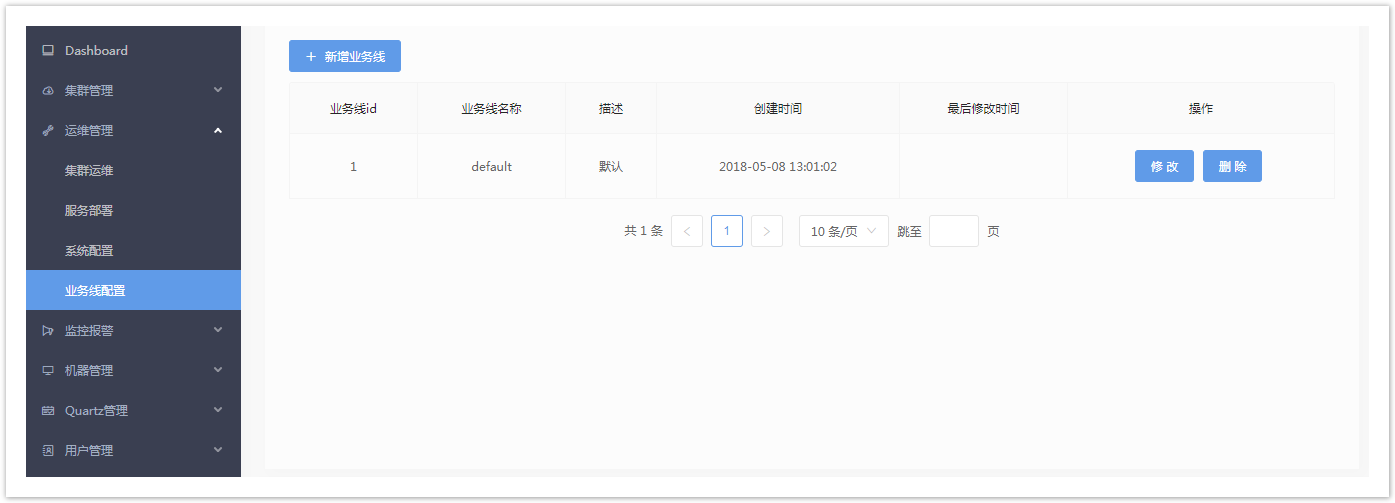 Dashboard
集群管理
运维管理
集群运维
服务部署
系统配置
业务线配置
监控报警
机器管理
Quartz管理
用户管理
+ 新增业务线
业务线id 业务线名称 描述 创建时间 最后修改时间 操作
1 default 默认 2018-05-08 13:01:02 修 改 删 除
共 1 条 < 1 > 10 条/页 跳至 页